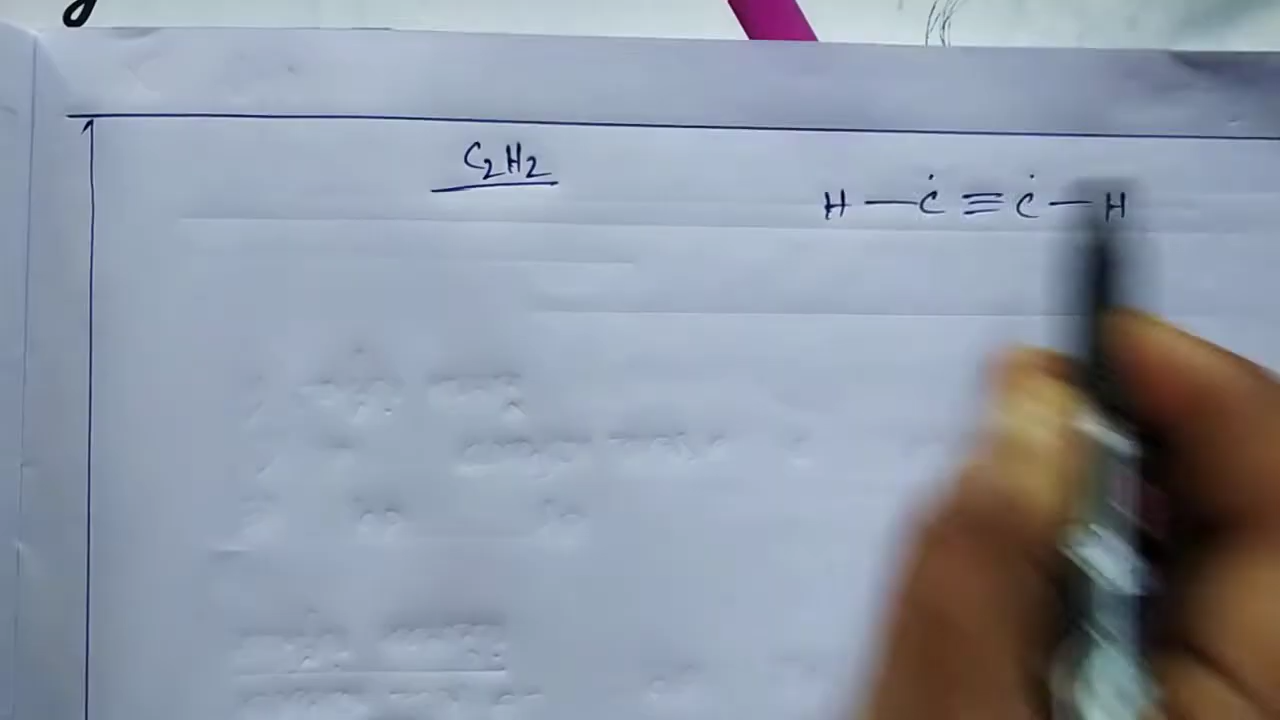 C₂H₂
H — Ċ ≡ Ċ — H